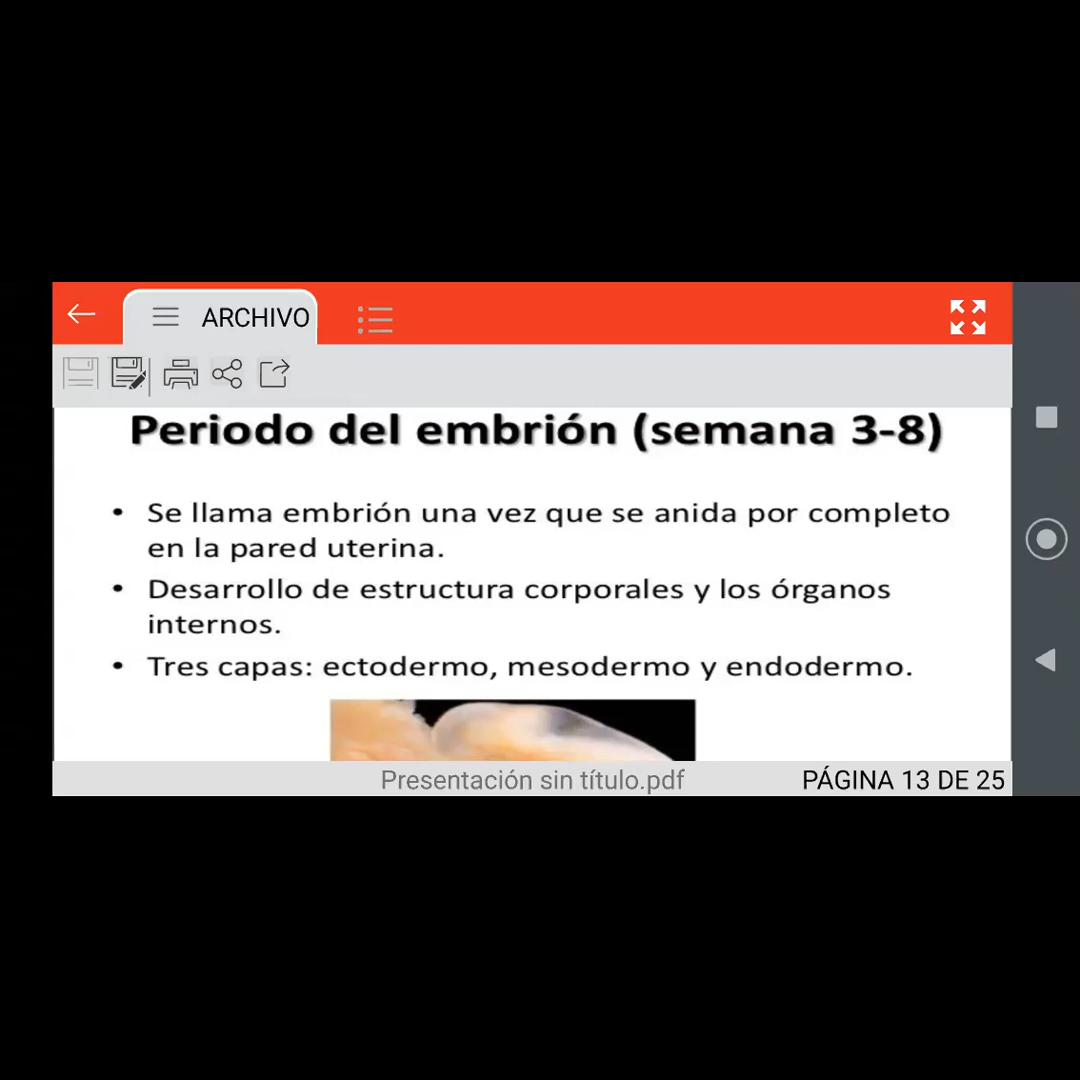 ARCHIVO
Periodo del embrión (semana 3-8)
• Se llama embrión una vez que se anida por completo
en la pared uterina.
• Desarrollo de estructura corporales y los órganos
internos.
• Tres capas: ectodermo, mesodermo y endodermo.
Presentación sin título.pdf
PÁGINA 13 DE 25